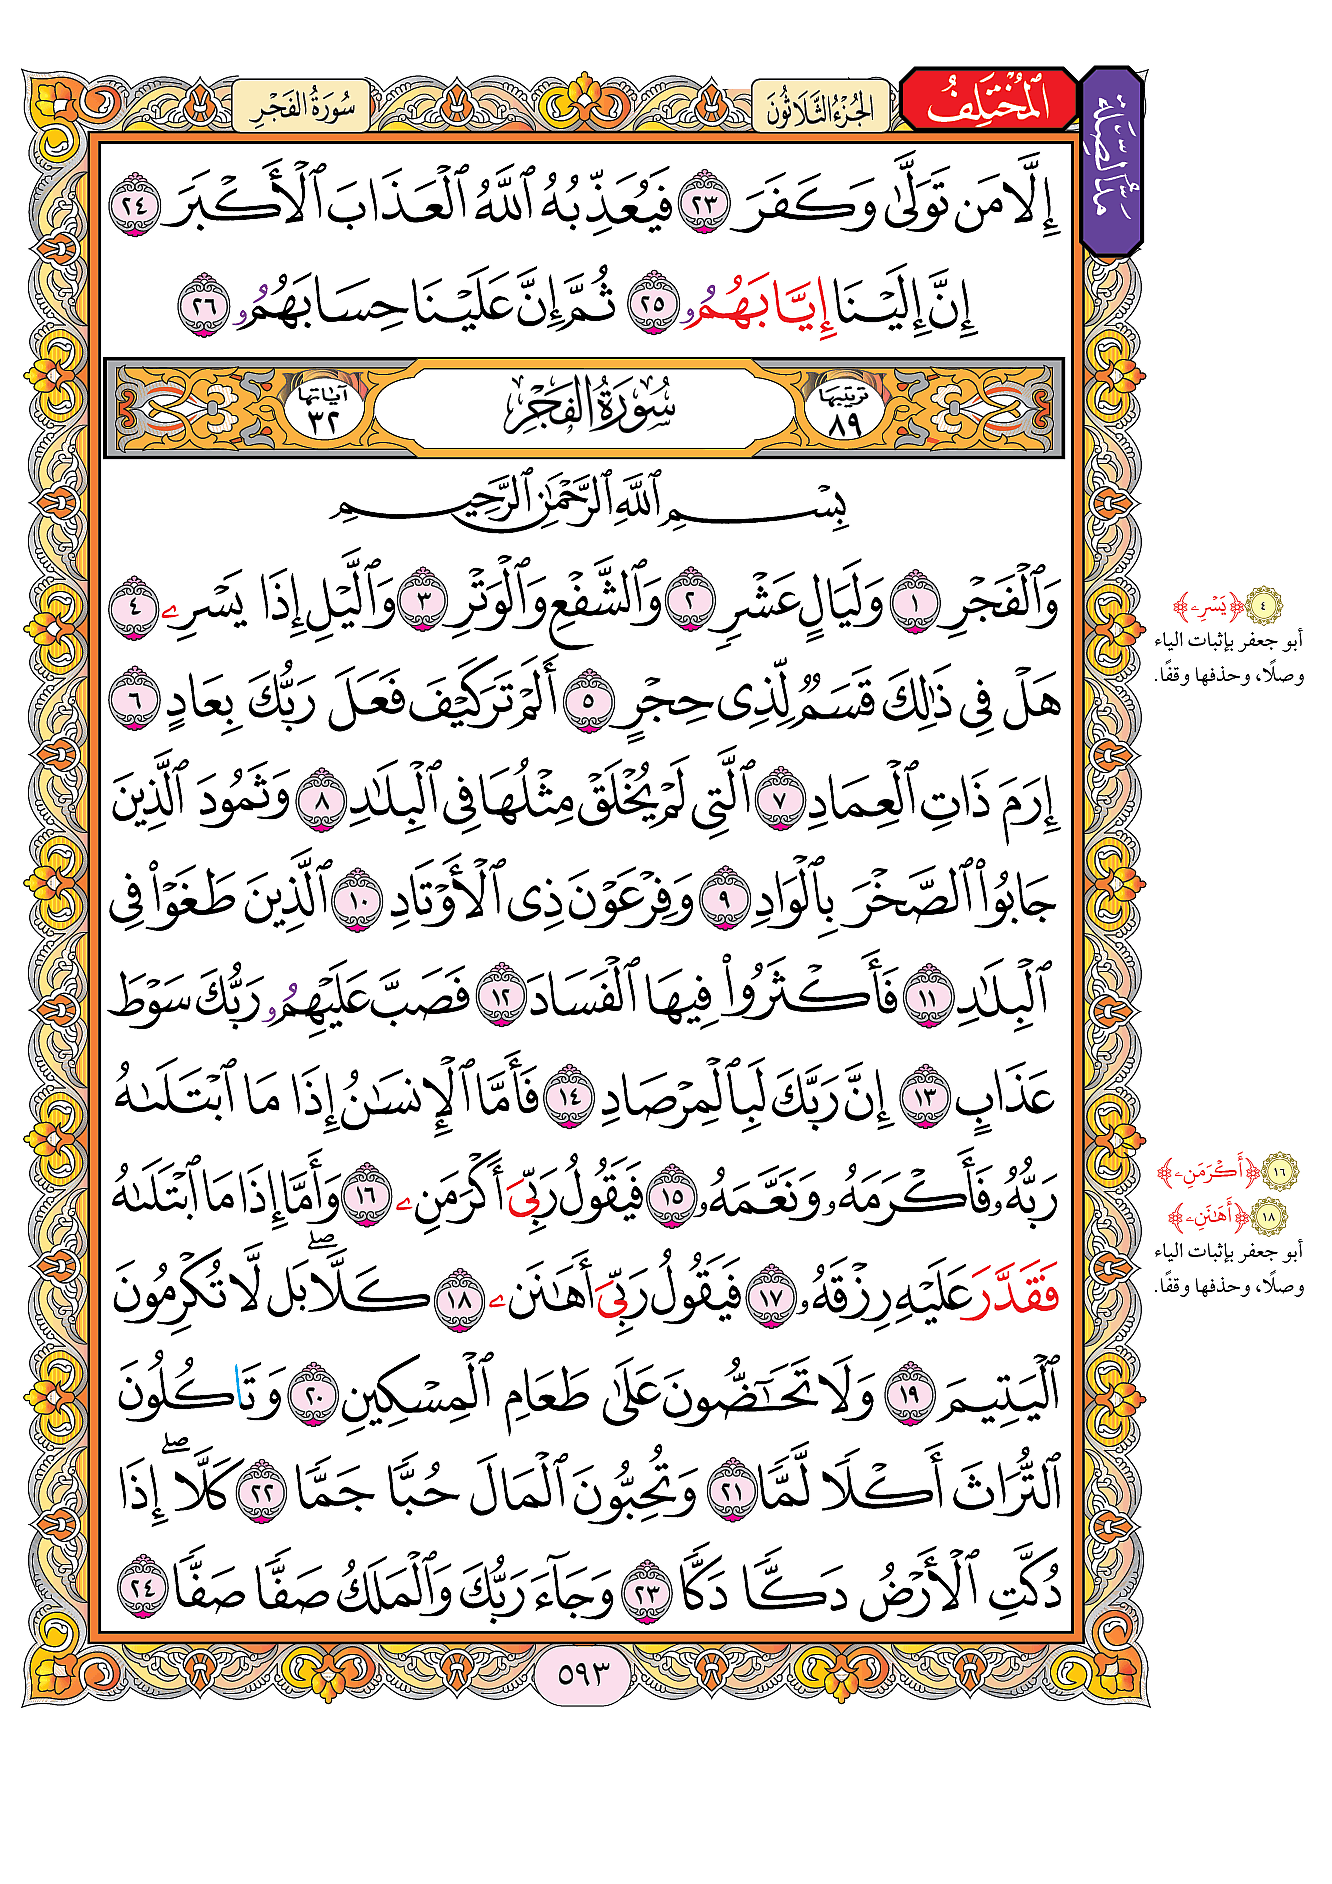 مَدُّ الصِّلَة
المُخْتَلِفُ
الجُزْءُ الثَّلَاثُونَ
سُورَةُ الفَجْرِ
إِلَّا مَن تَوَلَّىٰ وَكَفَرَ ٢٣ فَيُعَذِّبُهُ ٱللَّهُ ٱلْعَذَابَ ٱلْأَكْبَرَ ٢٤
إِنَّ إِلَيْنَا إِيَّابَهُمُۥ ٢٥ ثُمَّ إِنَّ عَلَيْنَا حِسَابَهُمُۥ ٢٦
ترتيبها ٨٩
سُورَةُ الفَجْرِ
آياتها ٣٢
بِسْمِ ٱللَّهِ ٱلرَّحْمَٰنِ ٱلرَّحِيمِ
وَٱلْفَجْرِ ١ وَلَيَالٍ عَشْرٍ ٢ وَٱلشَّفْعِ وَٱلْوَتْرِ ٣ وَٱلَّيْلِ إِذَا يَسْرِۦ ٤
هَلْ فِى ذَٰلِكَ قَسَمٌ لِّذِى حِجْرٍ ٥ أَلَمْ تَرَ كَيْفَ فَعَلَ رَبُّكَ بِعَادٍ ٦
إِرَمَ ذَاتِ ٱلْعِمَادِ ٧ ٱلَّتِى لَمْ يُخْلَقْ مِثْلُهَا فِى ٱلْبِلَٰدِ ٨ وَثَمُودَ ٱلَّذِينَ
جَابُوا۟ ٱلصَّخْرَ بِٱلْوَادِ ٩ وَفِرْعَوْنَ ذِى ٱلْأَوْتَادِ ١٠ ٱلَّذِينَ طَغَوْا۟ فِى
ٱلْبِلَٰدِ ١١ فَأَكْثَرُوا۟ فِيهَا ٱلْفَسَادَ ١٢ فَصَبَّ عَلَيْهِمُۥ رَبُّكَ سَوْطَ
عَذَابٍ ١٣ إِنَّ رَبَّكَ لَبِٱلْمِرْصَادِ ١٤ فَأَمَّا ٱلْإِنسَٰنُ إِذَا مَا ٱبْتَلَىٰهُ
رَبُّهُۥ فَأَكْرَمَهُۥ وَنَعَّمَهُۥ ١٥ فَيَقُولُ رَبِّىَ أَكْرَمَنِۦ ١٦ وَأَمَّا إِذَا مَا ٱبْتَلَىٰهُ
فَقَدَّرَ عَلَيْهِ رِزْقَهُۥ ١٧ فَيَقُولُ رَبِّىَ أَهَٰنَنِۦ ١٨ كَلَّاۖ بَل لَّا تُكْرِمُونَ
ٱلْيَتِيمَ ١٩ وَلَا تَحَٰٓضُّونَ عَلَىٰ طَعَامِ ٱلْمِسْكِينِ ٢٠ وَتَاكُلُونَ
ٱلتُّرَاثَ أَكْلًا لَّمًّا ٢١ وَتُحِبُّونَ ٱلْمَالَ حُبًّا جَمًّا ٢٢ كَلَّاۖ إِذَا
دُكَّتِ ٱلْأَرْضُ دَكًّا دَكًّا ٢٣ وَجَآءَ رَبُّكَ وَٱلْمَلَكُ صَفًّا صَفًّا ٢٤
٥٩٣
٤ ﴿يَسْرِۦ﴾
أبو جعفر بإثبات الياء
وصلًا، وحذفها وقفًا.
١٦ ﴿أَكْرَمَنِۦ﴾
١٨ ﴿أَهَٰنَنِۦ﴾
أبو جعفر بإثبات الياء
وصلًا، وحذفها وقفًا.